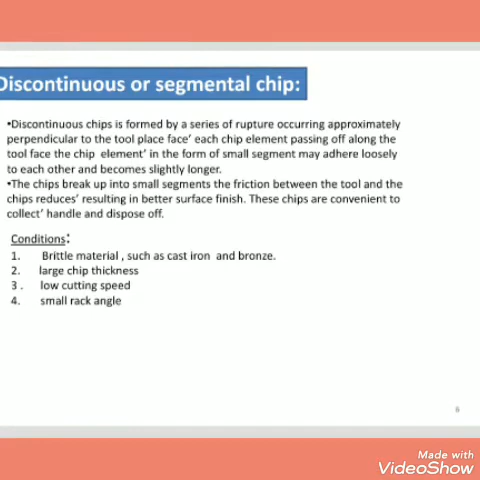 Discontinuous or segmental chip:
•Discontinuous chips is formed by a series of rupture occurring approximately
perpendicular to the tool place face' each chip element passing off along the
tool face the chip element' in the form of small segment may adhere loosely
to each other and becomes slightly longer.
•The chips break up into small segments the friction between the tool and the
chips reduces' resulting in better surface finish. These chips are convenient to
collect' handle and dispose off.
Conditions:
1. Brittle material , such as cast iron and bronze.
2. large chip thickness
3 . low cutting speed
4. small rack angle
Made with
VideoShow